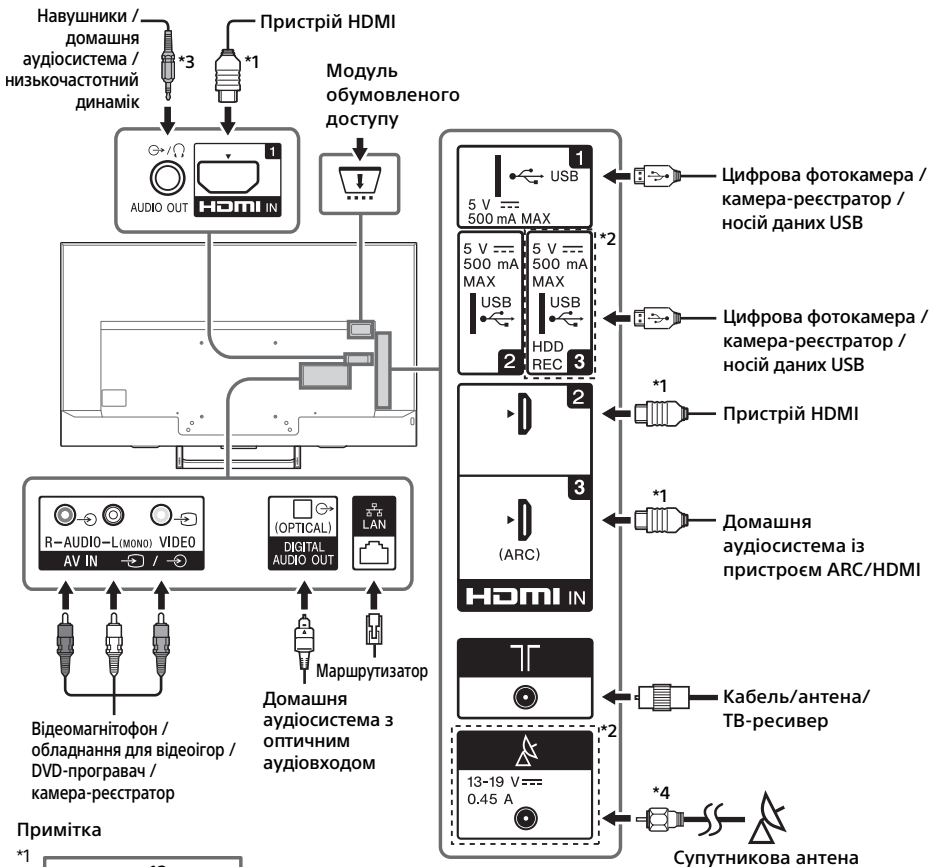 Навушники /
домашня
аудіосистема /
низькочастотний
динамік
*3
Пристрій HDMI
*1
Модуль
обумовленого
доступу
AUDIO OUT
1
HDMI IN
1
USB
5 V
500 mA MAX
Цифрова фотокамера /
камера-реєстратор /
носій даних USB
*2
5 V
500 mA
MAX
USB
2
5 V
500 mA
MAX
USB
HDD
REC 3
Цифрова фотокамера /
камера-реєстратор /
носій даних USB
2
*1
Пристрій HDMI
3
(ARC)
HDMI IN
*1
Домашня
аудіосистема із
пристроєм ARC/HDMI
R-AUDIO-L(MONO) VIDEO
AV IN /
(OPTICAL)
DIGITAL
AUDIO OUT
LAN
Маршрутизатор
Домашня
аудіосистема з
оптичним
аудіовходом
Відеомагнітофон /
обладнання для відеоігор /
DVD-програвач /
камера-реєстратор
Кабель/антена/
ТВ-ресивер
*2
13-19 V
0.45 A
*4
Супутникова антена
Примітка
*1